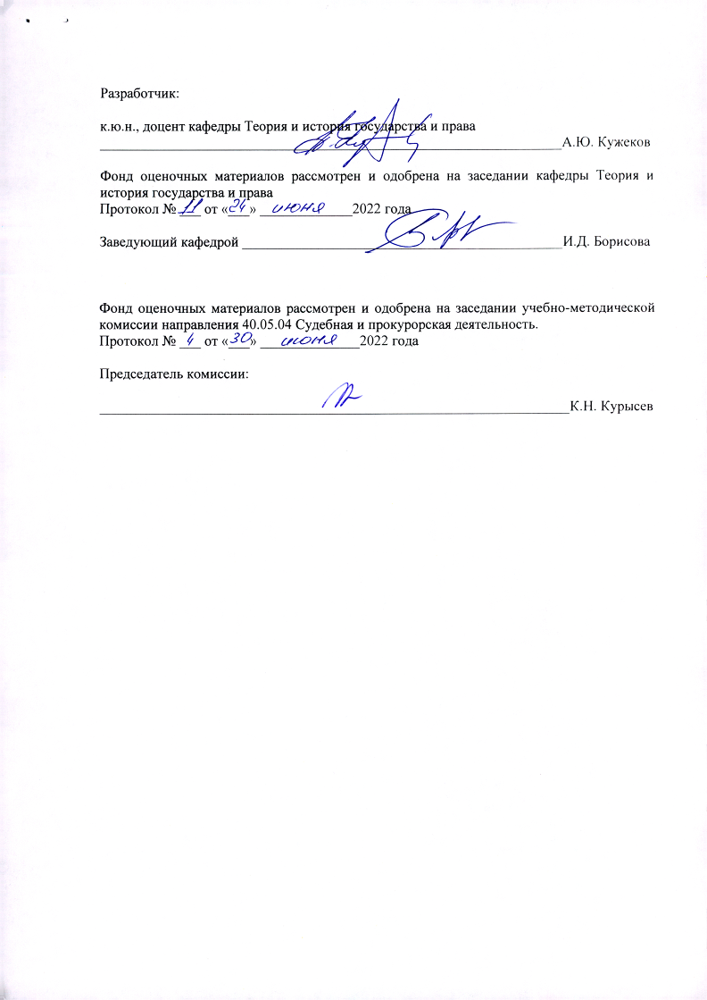 Разработчик:
к.ю.н., доцент кафедры Теория и история государства и права
А.Ю. Кужеков
Фонд оценочных материалов рассмотрен и одобрена на заседании кафедры Теория и
история государства и права
Протокол № 11 от «24» июня 2022 года
Заведующий кафедрой И.Д. Борисова
Фонд оценочных материалов рассмотрен и одобрена на заседании учебно-методической
комиссии направления 40.05.04 Судебная и прокурорская деятельность.
Протокол № 4 от «30» июня 2022 года
Председатель комиссии:
К.Н. Курысев